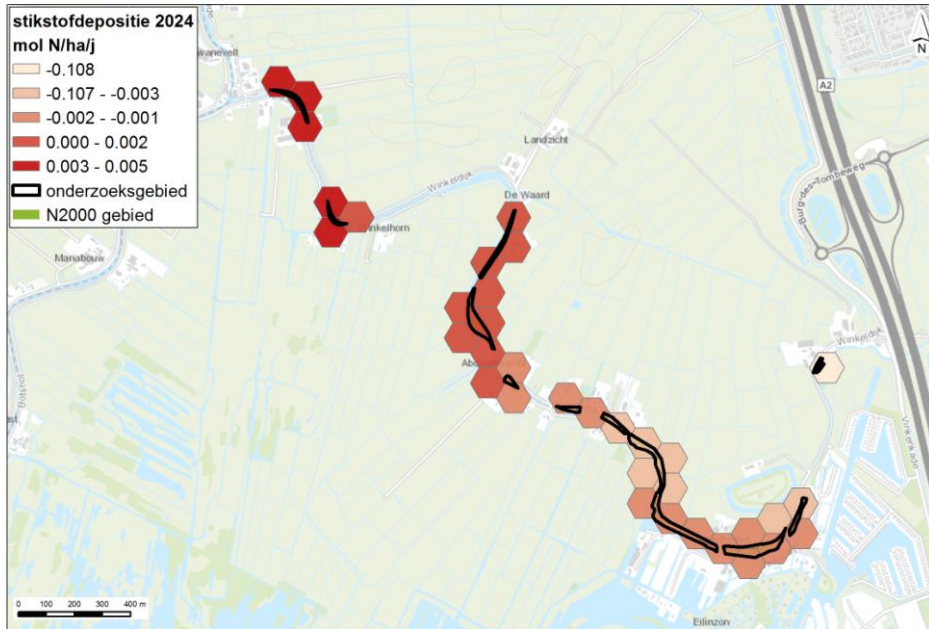 stikstofdepositie 2024
mol N/ha/j
-0.108
-0.107 - -0.003
-0.002 - -0.001
0.000 - 0.002
0.003 - 0.005
onderzoeksgebied
N2000 gebied
A2
N
Landzicht
Burg-des-Tombeweg
Winkeldijk
De Waard
Mariabouw
Winkeldijk
Vinkenkade
Botshol
Eilinzon
0 100 200 300 400 m